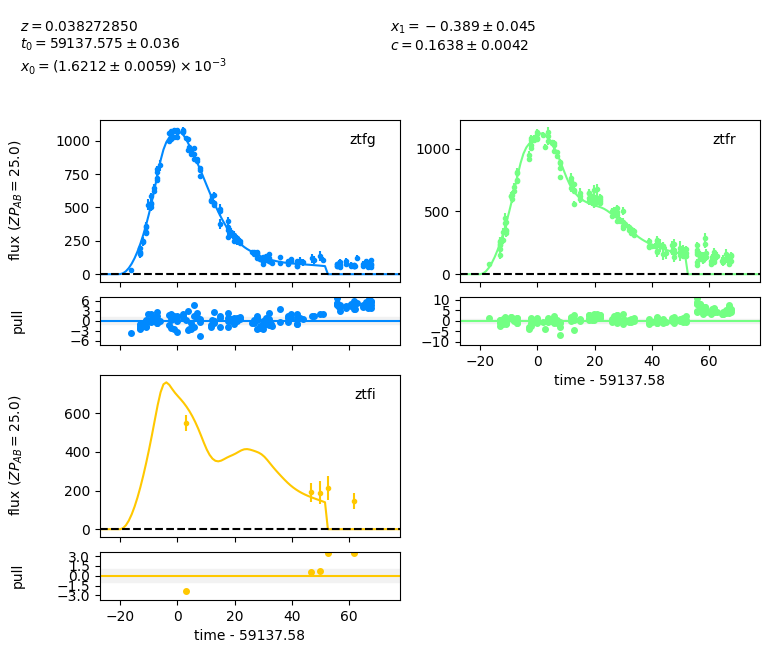 z = 0.038272850
t₀ = 59137.575 ± 0.036
x₀ = (1.6212 ± 0.0059) × 10⁻³
x₁ = −0.389 ± 0.045
c = 0.1638 ± 0.0042
flux (ZP_AB = 25.0)
1000
750
500
250
0
ztfg
1000
500
0
ztfr
pull
6
3
0
−3
−6
10
5
0
−5
−10
−20
0
20
40
60
time - 59137.58
flux (ZP_AB = 25.0)
600
400
200
0
ztfi
pull
3.0
1.5
0.0
−1.5
−3.0
−20
0
20
40
60
time - 59137.58